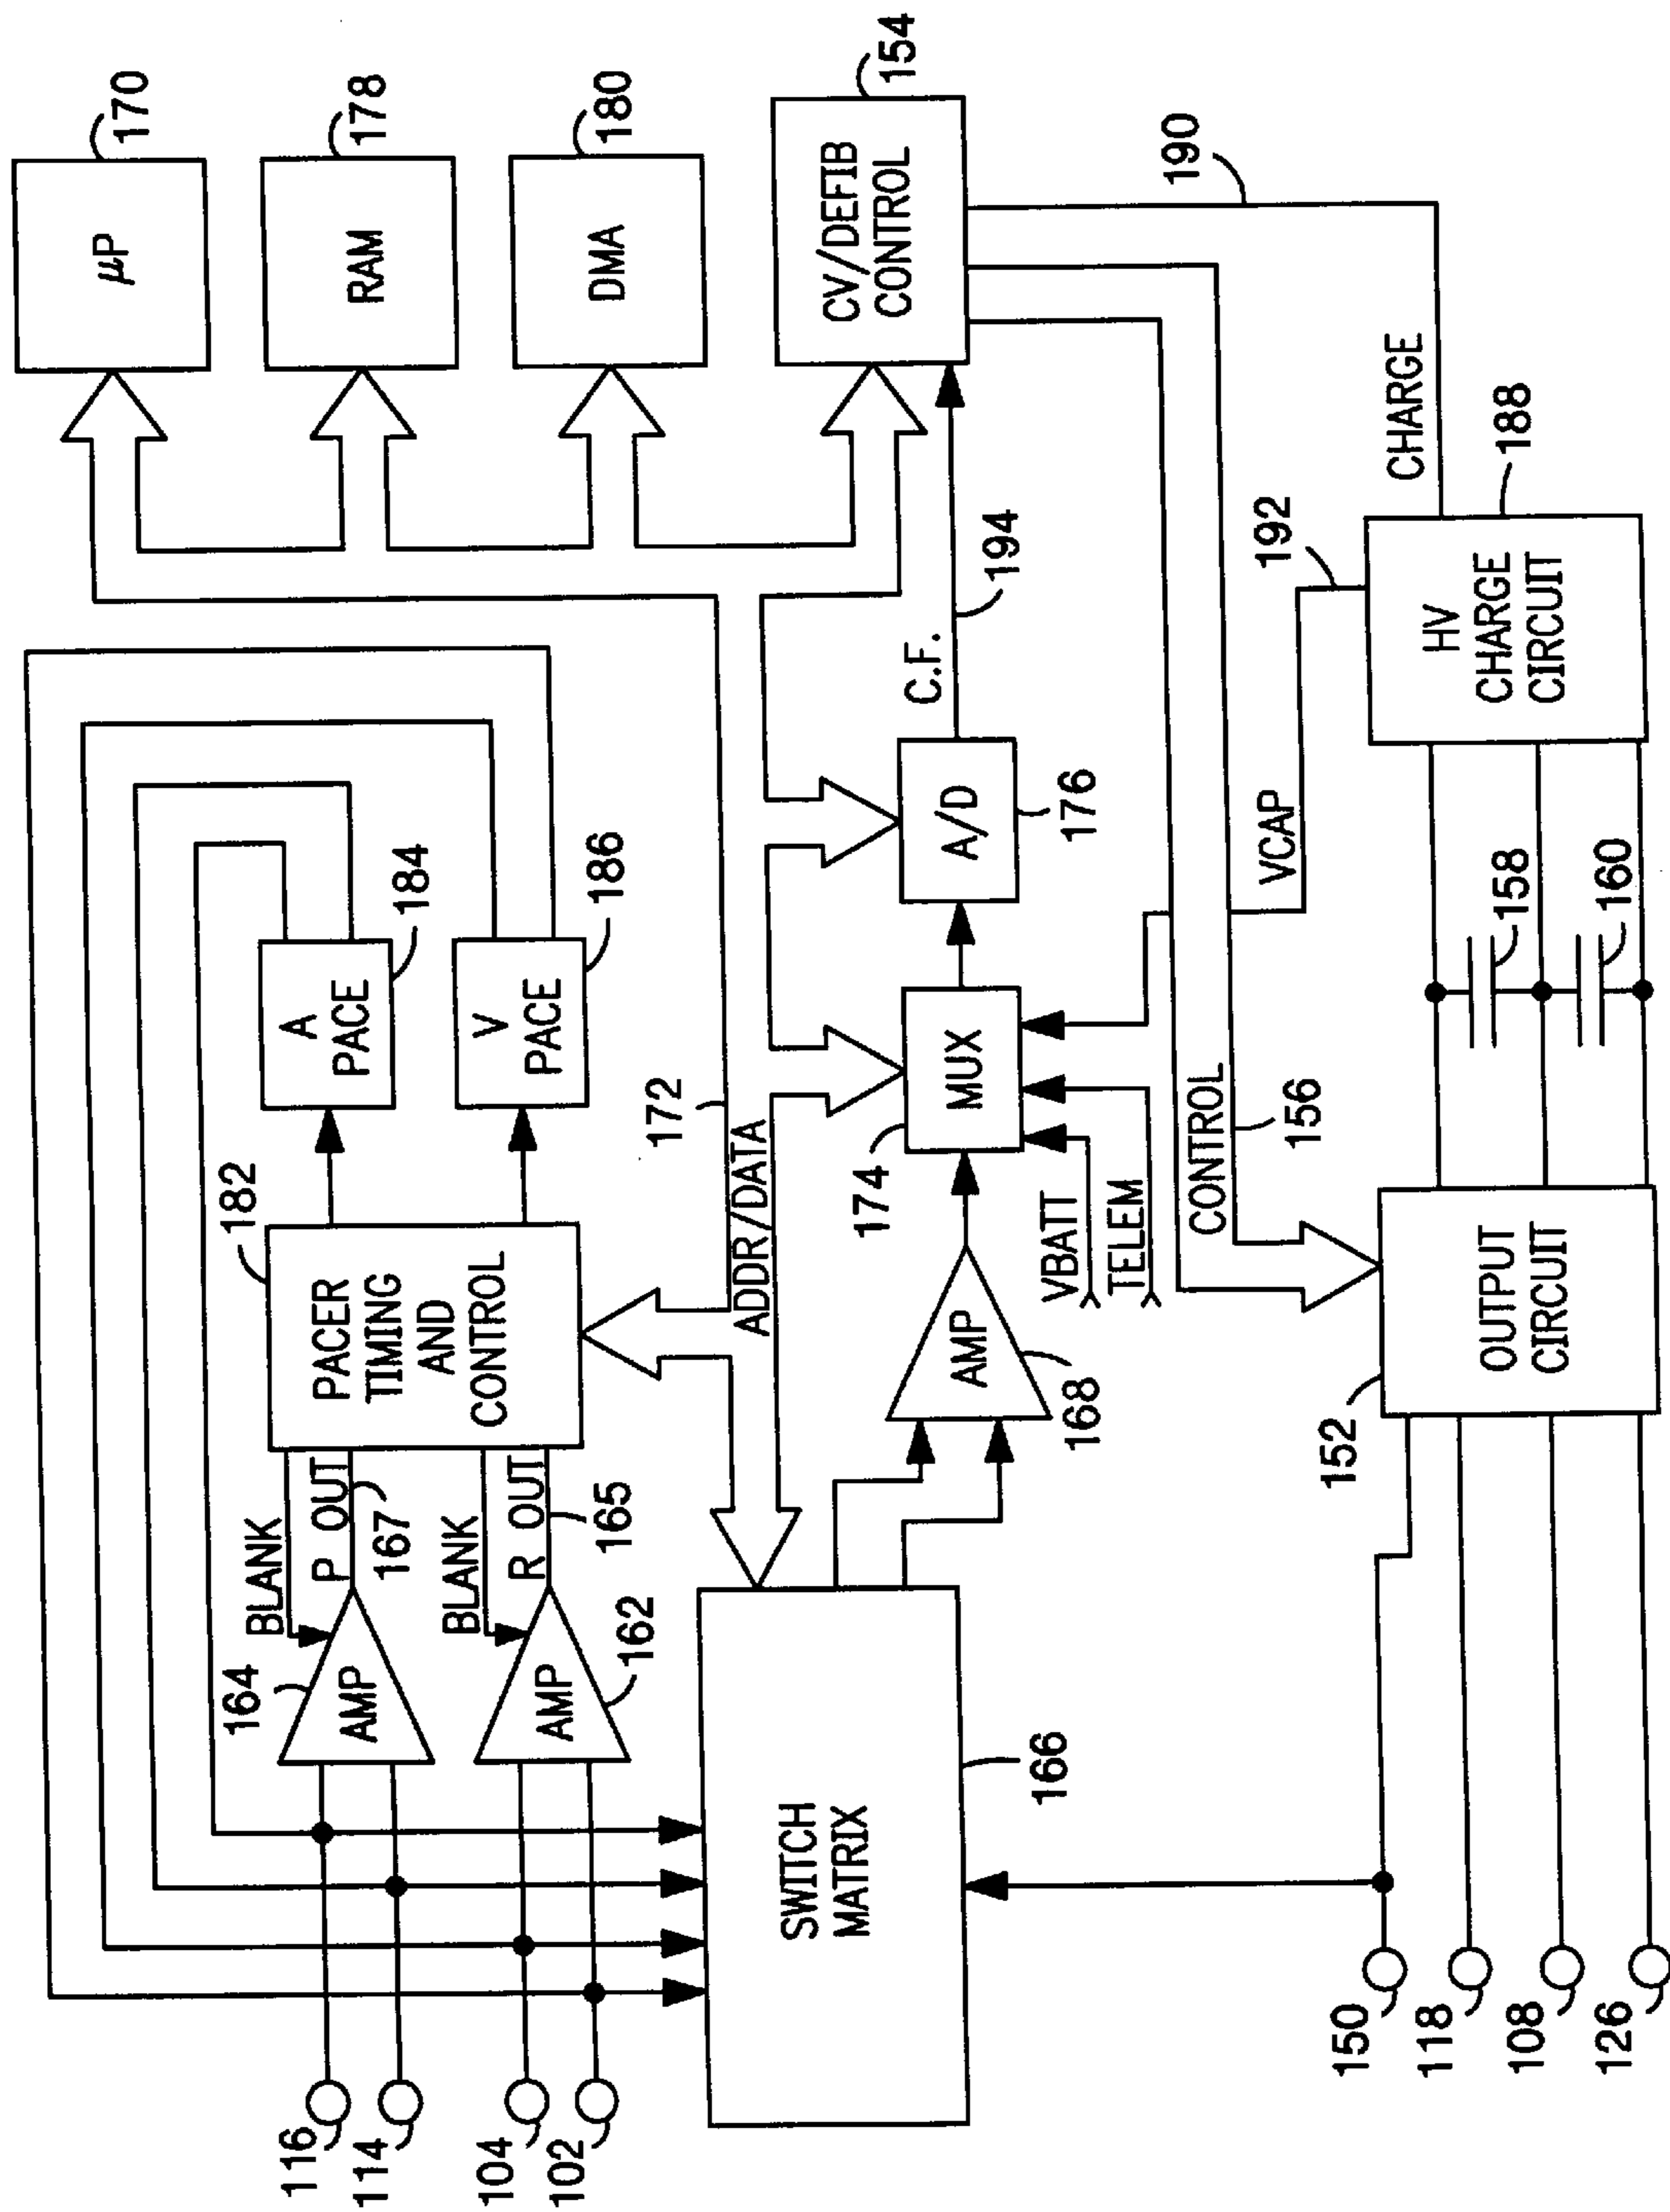 116
114
104
102
164
AMP
BLANK
P OUT
167
162
AMP
BLANK
R OUT
165
182
PACER
TIMING
AND
CONTROL
A
PACE
184
V
PACE
186
µP
170
RAM
178
DMA
180
CV/DEFIB
CONTROL
154
172
ADDR/DATA
SWITCH
MATRIX
166
AMP
168
174
MUX
VBATT
TELEM
A/D
176
C.F.
194
190
CONTROL
156
VCAP
192
CHARGE
HV
CHARGE
CIRCUIT
188
158
160
152
OUTPUT
CIRCUIT
150
118
108
126